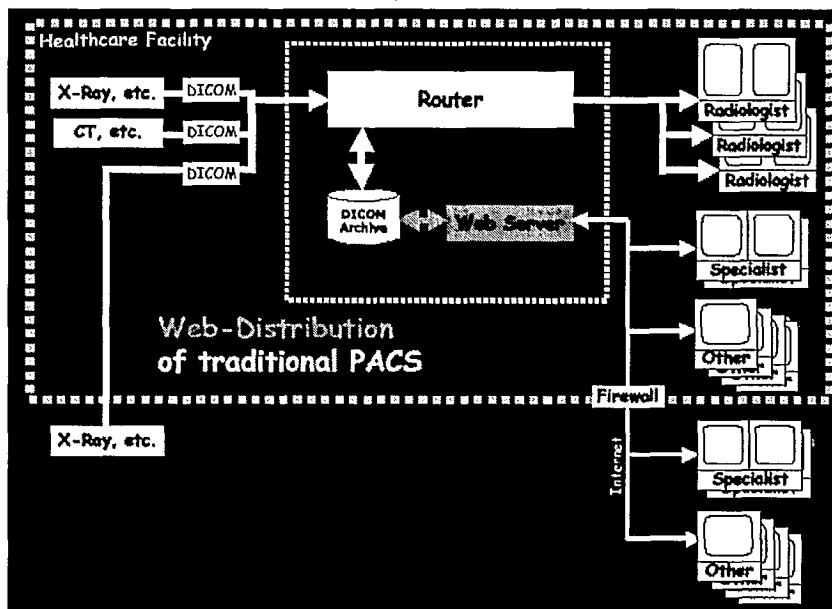 Healthcare Facility
X-Ray, etc.
DICOM
CT, etc.
DICOM
DICOM
Router
DICOM
Archive
Web Server
Radiologist
Radiologist
Radiologist
Specialist
Other
Web-Distribution
of traditional PACS
Firewall
X-Ray, etc.
Internet
Specialist
Other